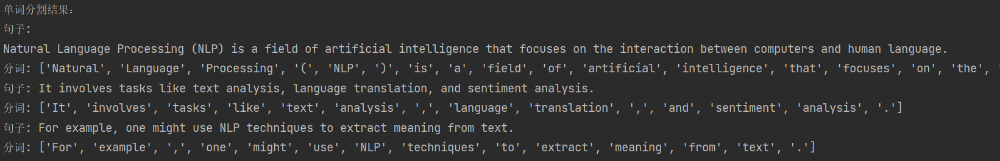 单词分割结果：
句子:
Natural Language Processing (NLP) is a field of artificial intelligence that focuses on the interaction between computers and human language.
分词: ['Natural', 'Language', 'Processing', '(', 'NLP', ')', 'is', 'a', 'field', 'of', 'artificial', 'intelligence', 'that', 'focuses', 'on', 'the',
句子: It involves tasks like text analysis, language translation, and sentiment analysis.
分词: ['It', 'involves', 'tasks', 'like', 'text', 'analysis', ',', 'language', 'translation', ',', 'and', 'sentiment', 'analysis', '.']
句子: For example, one might use NLP techniques to extract meaning from text.
分词: ['For', 'example', ',', 'one', 'might', 'use', 'NLP', 'techniques', 'to', 'extract', 'meaning', 'from', 'text', '.']